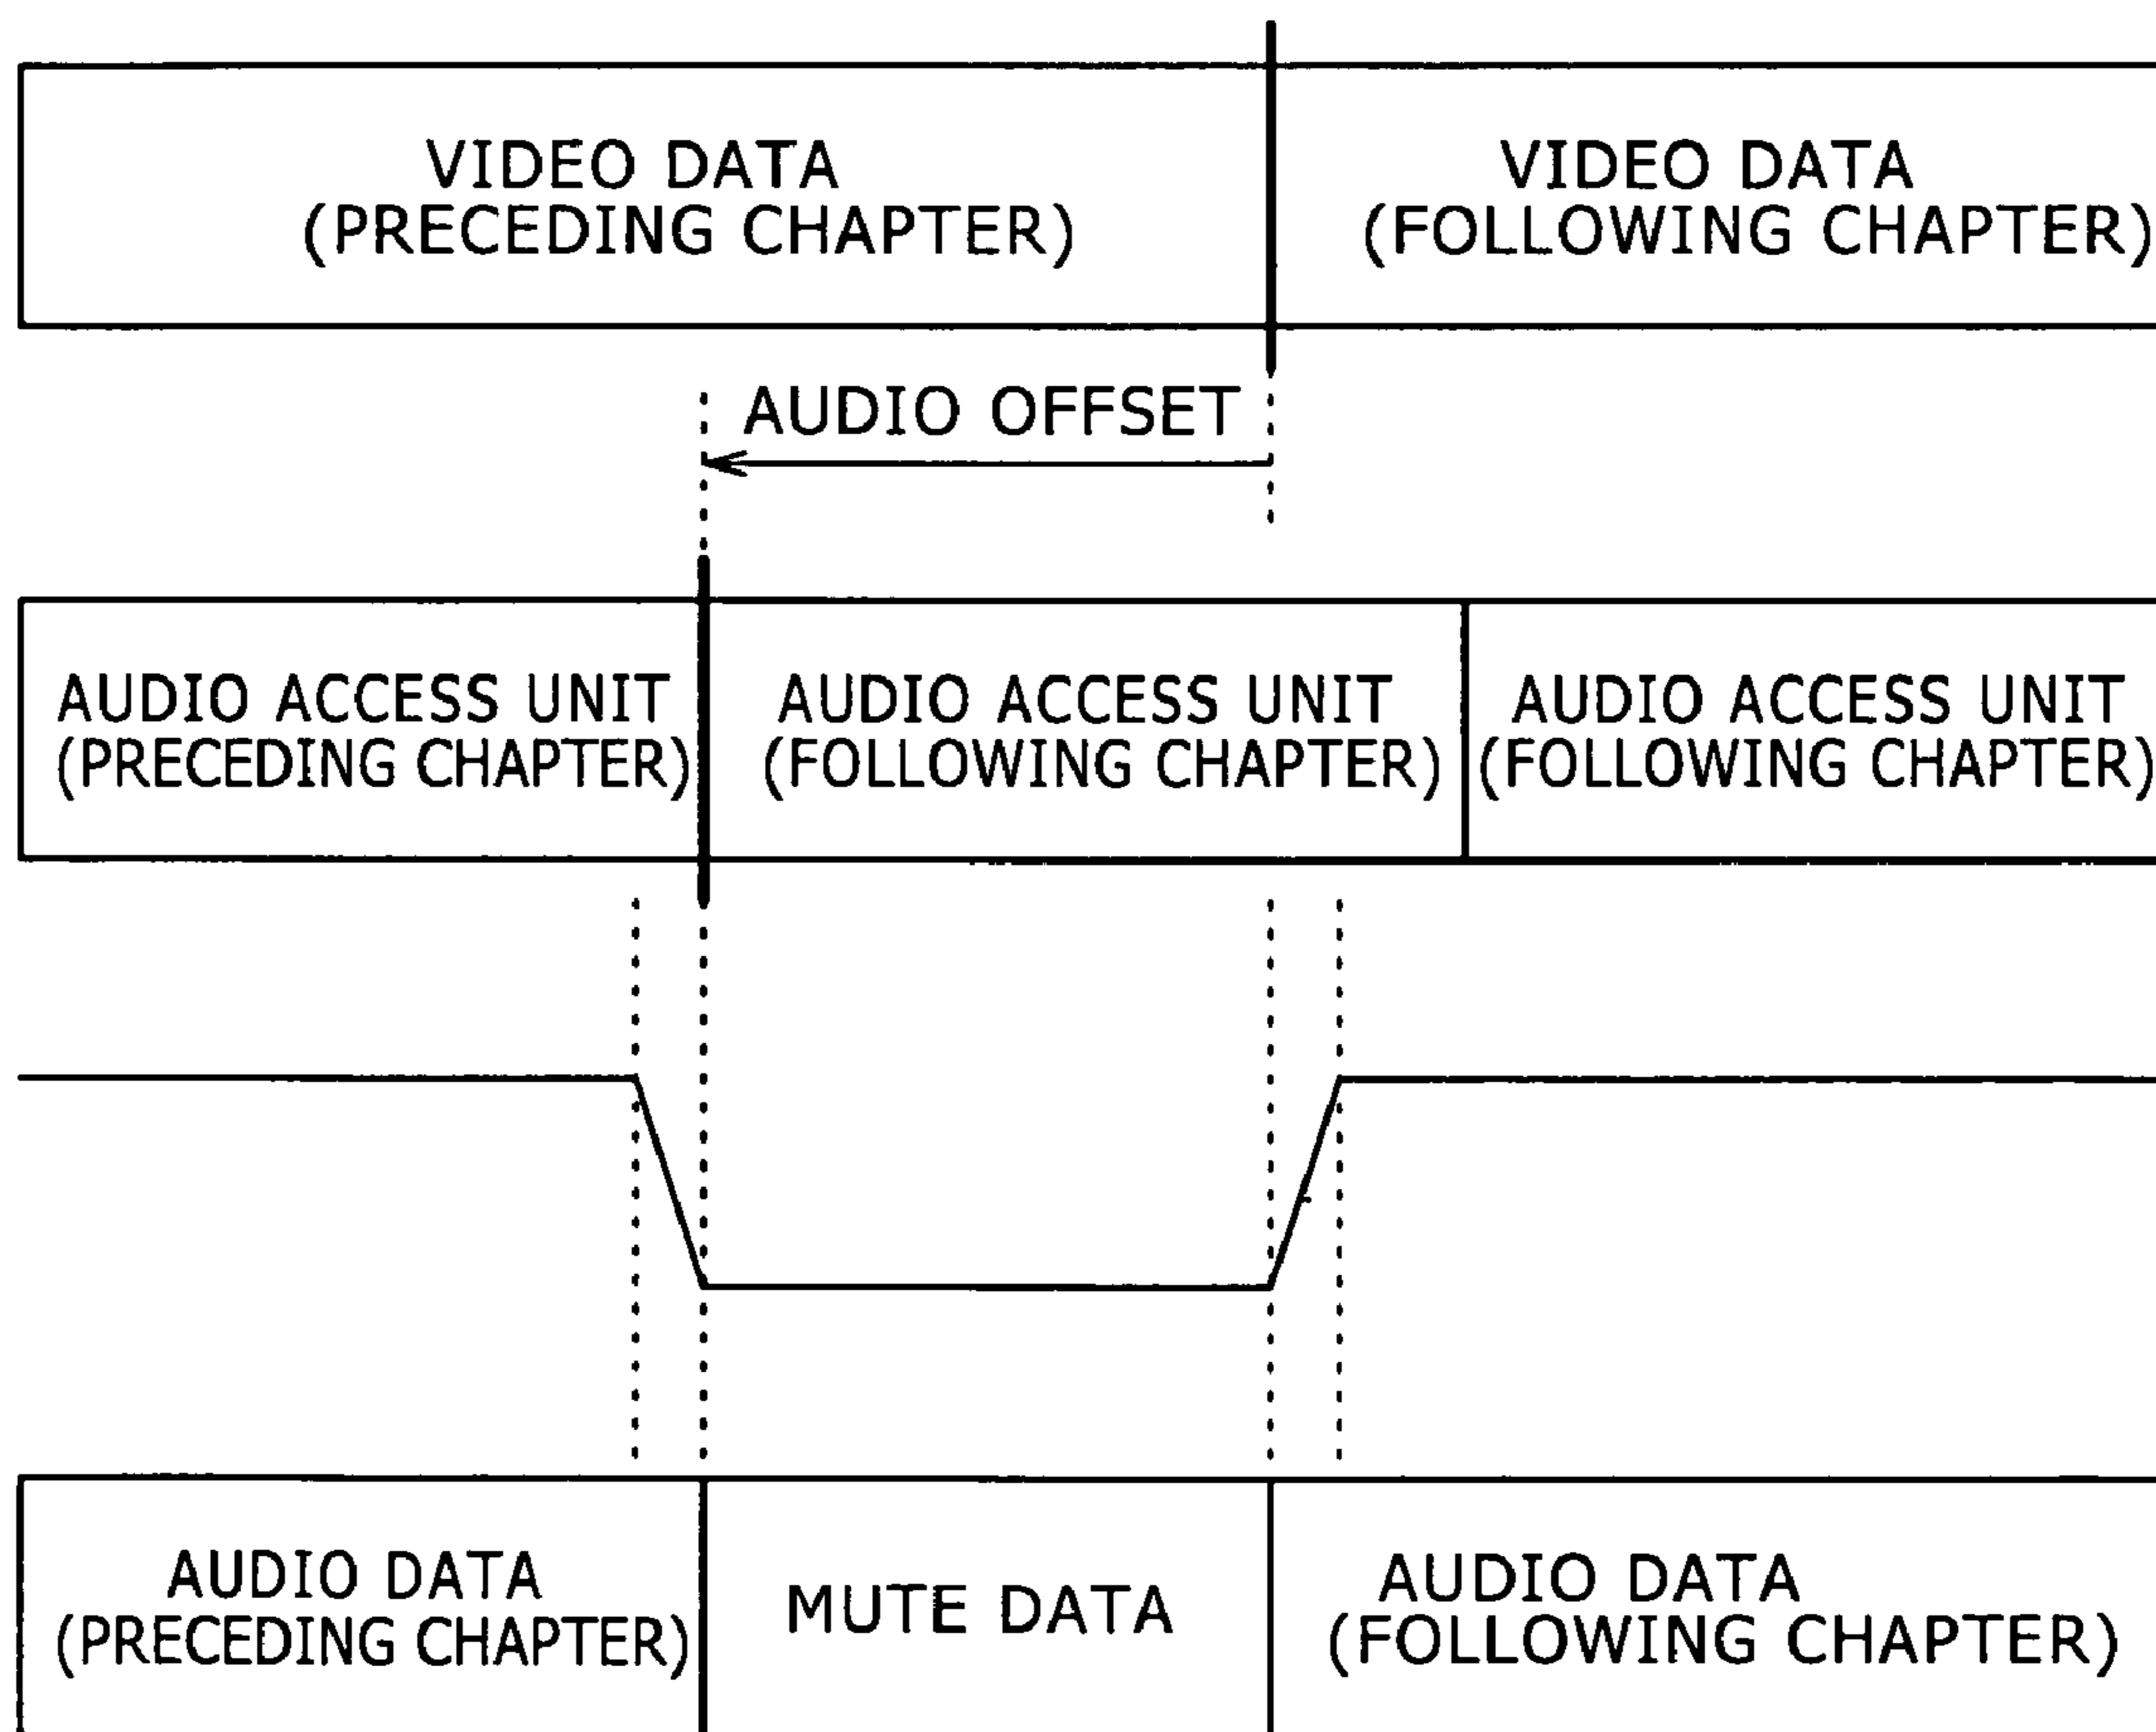 VIDEO DATA
(PRECEDING CHAPTER)
VIDEO DATA
(FOLLOWING CHAPTER)
AUDIO OFFSET
AUDIO ACCESS UNIT
(PRECEDING CHAPTER)
AUDIO ACCESS UNIT
(FOLLOWING CHAPTER)
AUDIO ACCESS UNIT
(FOLLOWING CHAPTER)
AUDIO DATA
(PRECEDING CHAPTER)
MUTE DATA
AUDIO DATA
(FOLLOWING CHAPTER)